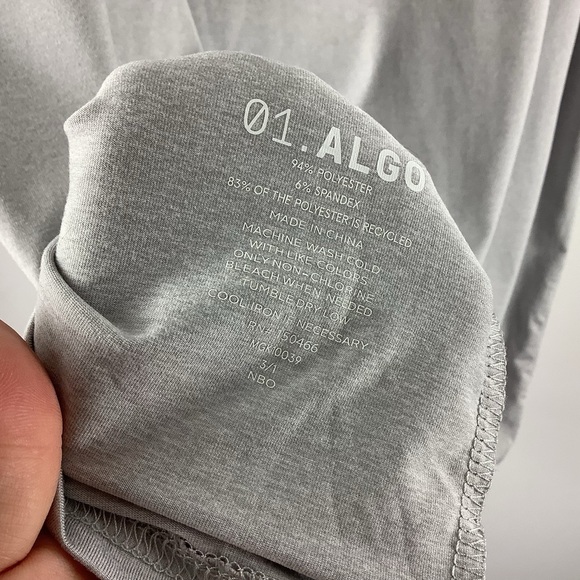 01.ALGO
94% POLYESTER
6% SPANDEX
83% OF THE POLYESTER IS RECYCLED
MADE IN CHINA
MACHINE WASH COLD
WITH LIKE COLORS
ONLY NON-CHLORINE
BLEACH WHEN NEEDED
TUMBLE DRY LOW
COOL IRON IF NECESSARY
RN# 150466
MCK10039
3/1
NBO